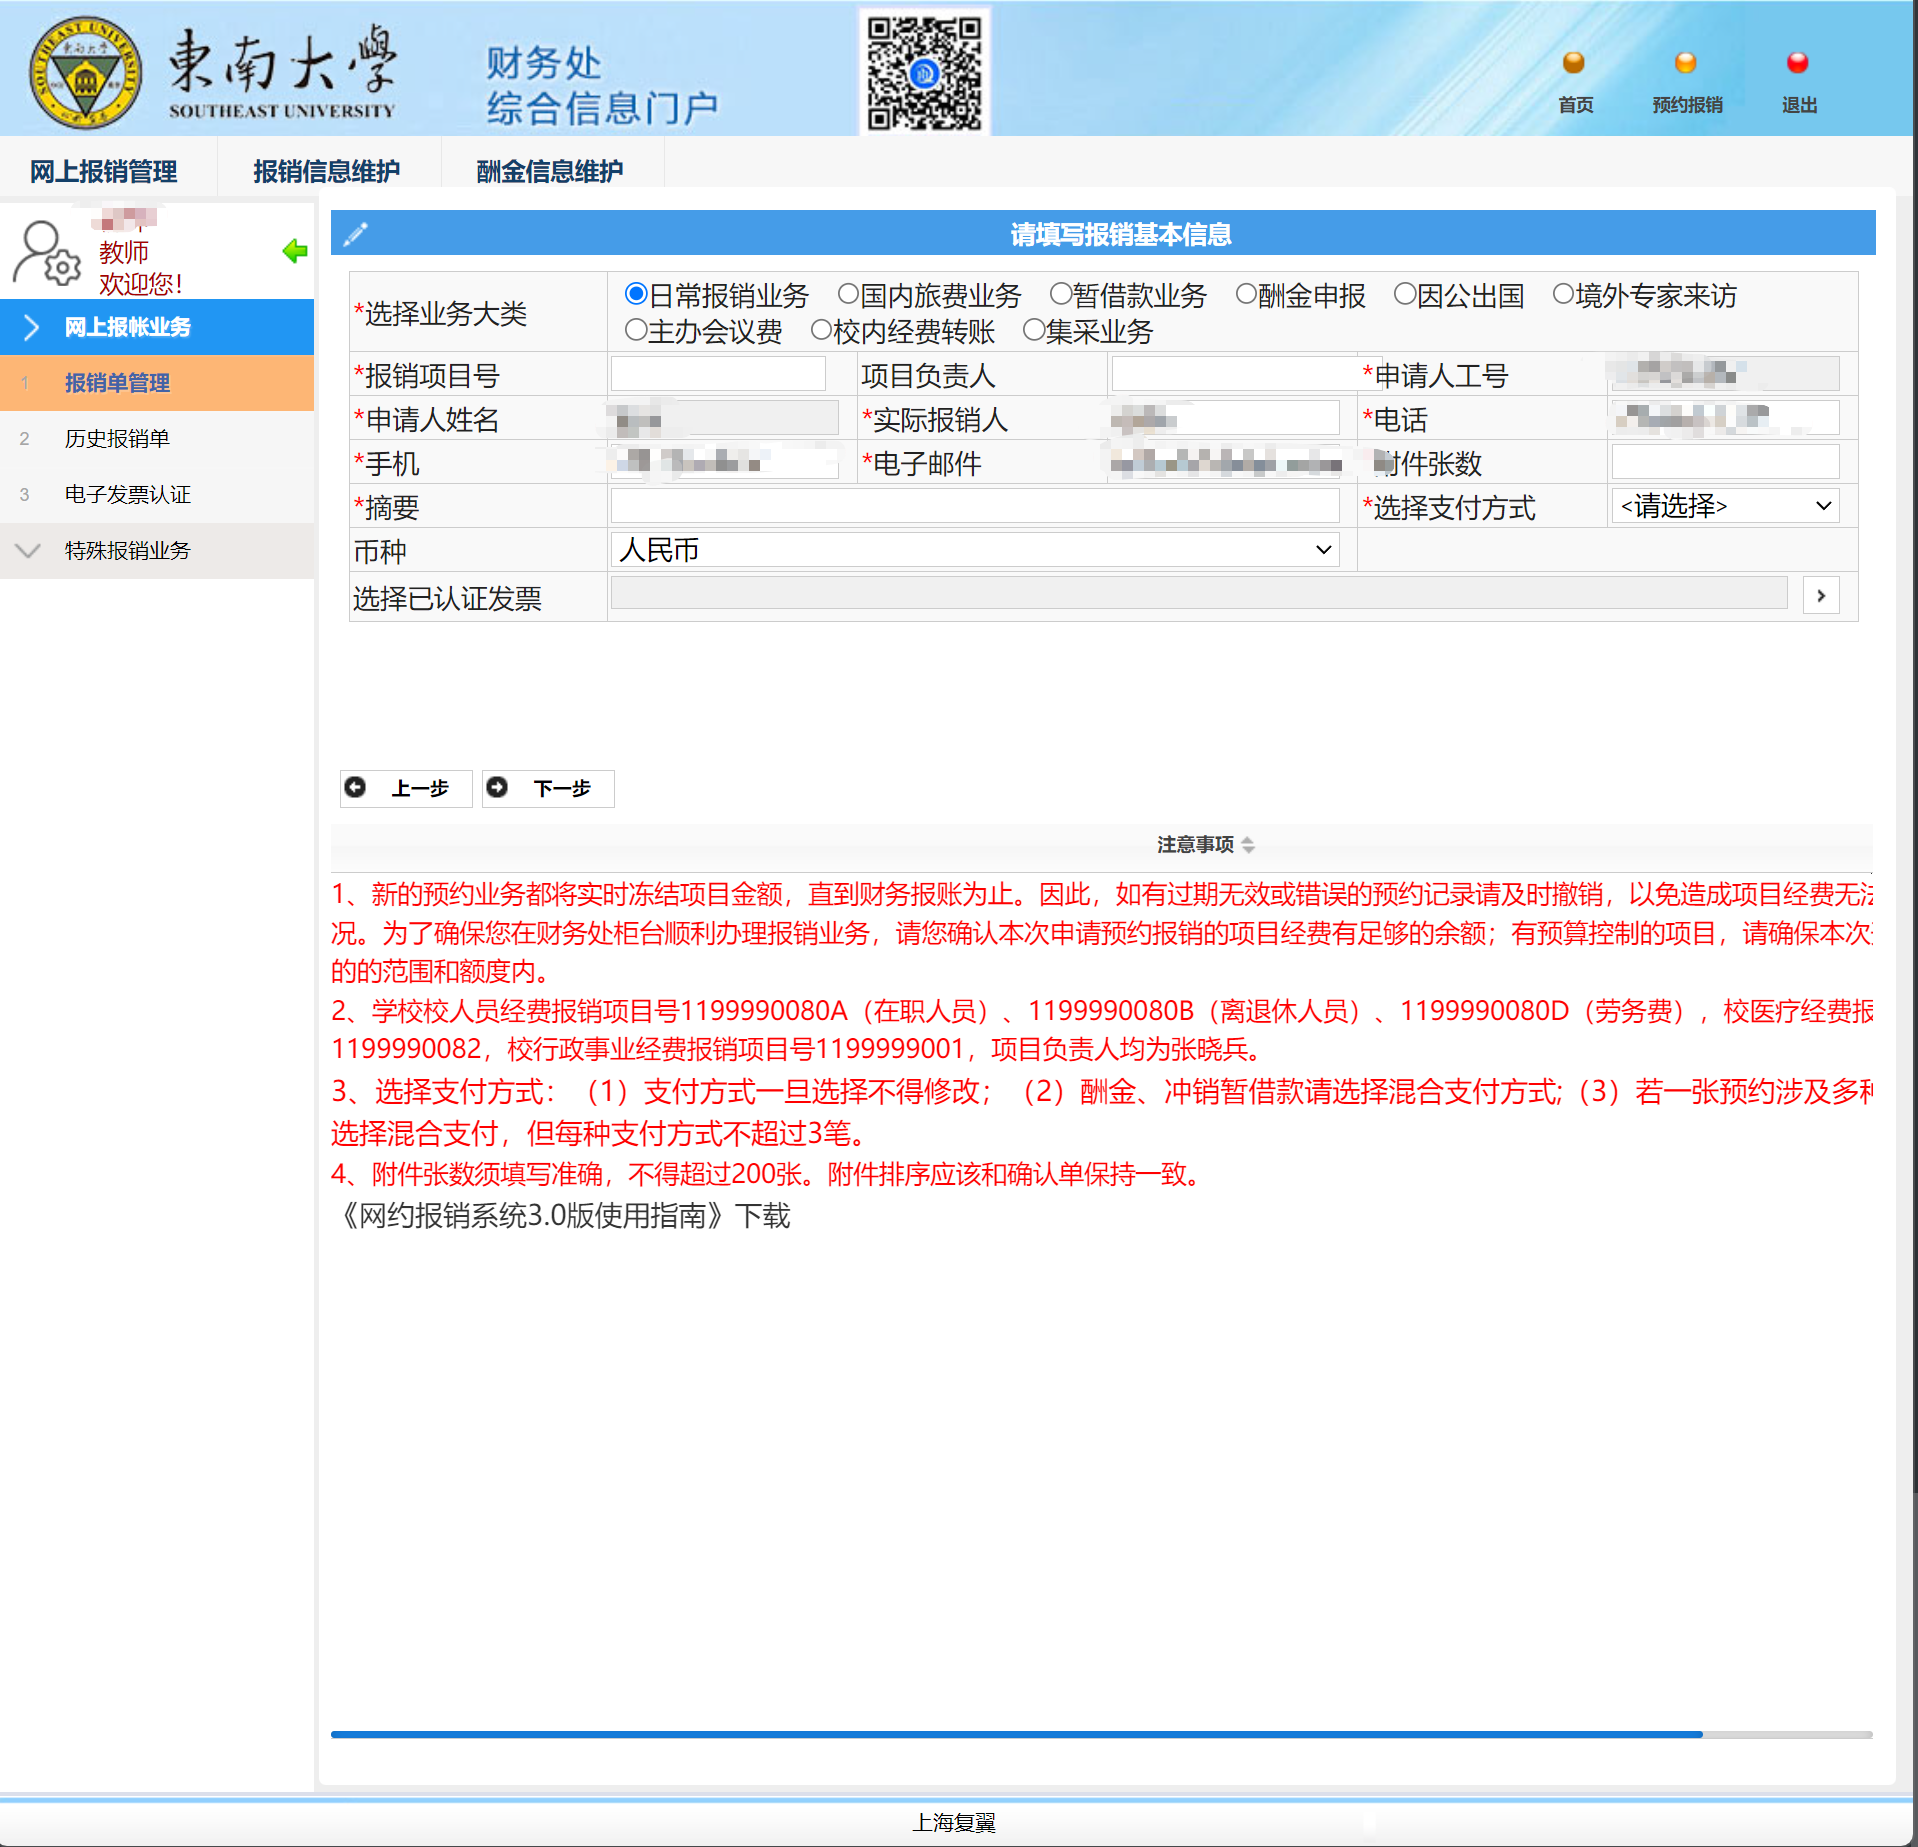 東南大學
SOUTHEAST UNIVERSITY
财务处
综合信息门户
首页
预约报销
退出
网上报销管理
报销信息维护
酬金信息维护
教师
欢迎您！
网上报帐业务
1 报销单管理
2 历史报销单
3 电子发票认证
特殊报销业务
请填写报销基本信息
*选择业务大类
日常报销业务 国内旅费业务 暂借款业务 酬金申报 因公出国 境外专家来访
主办会议费 校内经费转账 集采业务
*报销项目号 项目负责人 *申请人工号
*申请人姓名 *实际报销人 *电话
*手机 *电子邮件 件张数
*摘要 *选择支付方式 <请选择>
币种 人民币
选择已认证发票
上一步 下一步
注意事项
1、新的预约业务都将实时冻结项目金额，直到财务报账为止。因此，如有过期无效或错误的预约记录请及时撤销，以免造成项目经费无
况。为了确保您在财务处柜台顺利办理报销业务，请您确认本次申请预约报销的项目经费有足够的余额；有预算控制的项目，请确保本次
的的范围和额度内。
2、学校校人员经费报销项目号1199990080A（在职人员）、1199990080B（离退休人员）、1199990080D（劳务费），校医疗经费报
1199990082，校行政事业经费报销项目号1199999001，项目负责人均为张晓兵。
3、选择支付方式：（1）支付方式一旦选择不得修改；（2）酬金、冲销暂借款请选择混合支付方式;（3）若一张预约涉及多
选择混合支付，但每种支付方式不超过3笔。
4、附件张数须填写准确，不得超过200张。附件排序应该和确认单保持一致。
《网约报销系统3.0版使用指南》下载
上海复翼